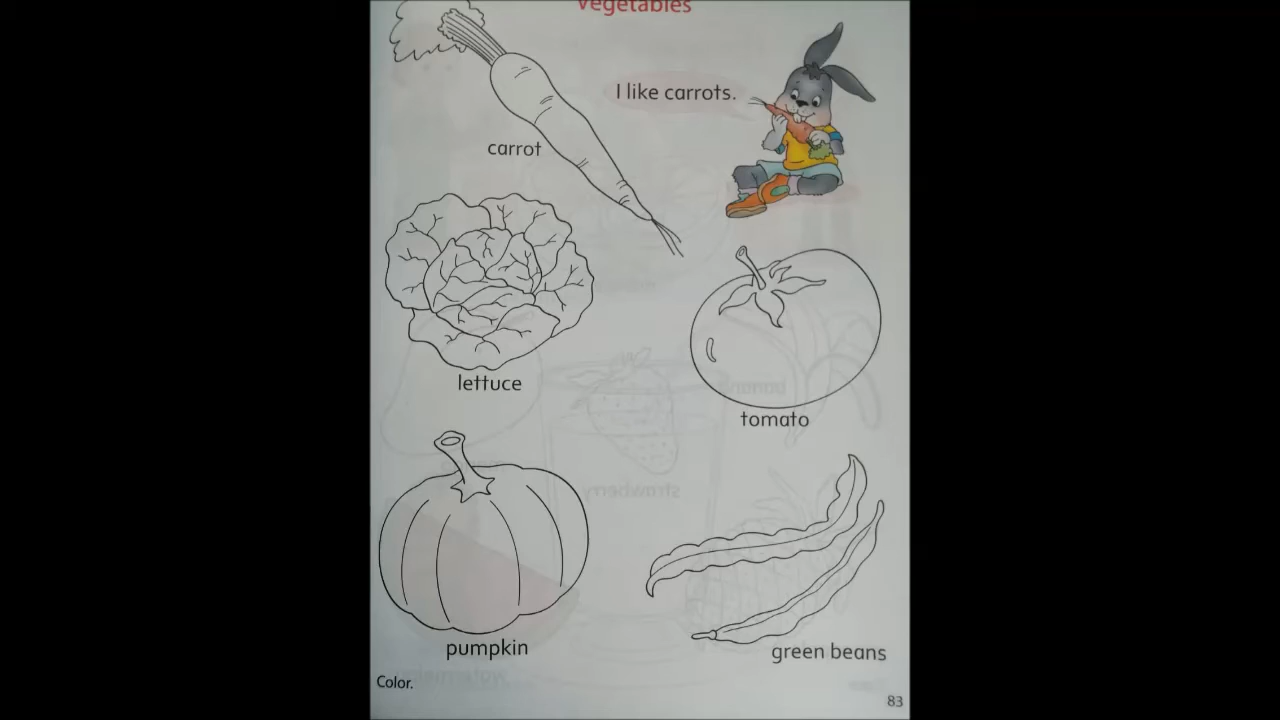 Vegetables
I like carrots.
carrot
lettuce
tomato
pumpkin
green beans
Color.
83